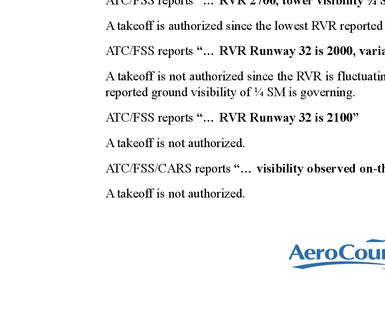 ATC/FSS reports “… RVR 2700, tower visibility ¼ S
A takeoff is authorized since the lowest RVR reported
ATC/FSS reports “… RVR Runway 32 is 2000, varia
A takeoff is not authorized since the RVR is fluctuatin
reported ground visibility of ¼ SM is governing.
ATC/FSS reports “… RVR Runway 32 is 2100”
A takeoff is not authorized.
ATC/FSS/CARS reports “… visibility observed on-th
A takeoff is not authorized.
AeroCour